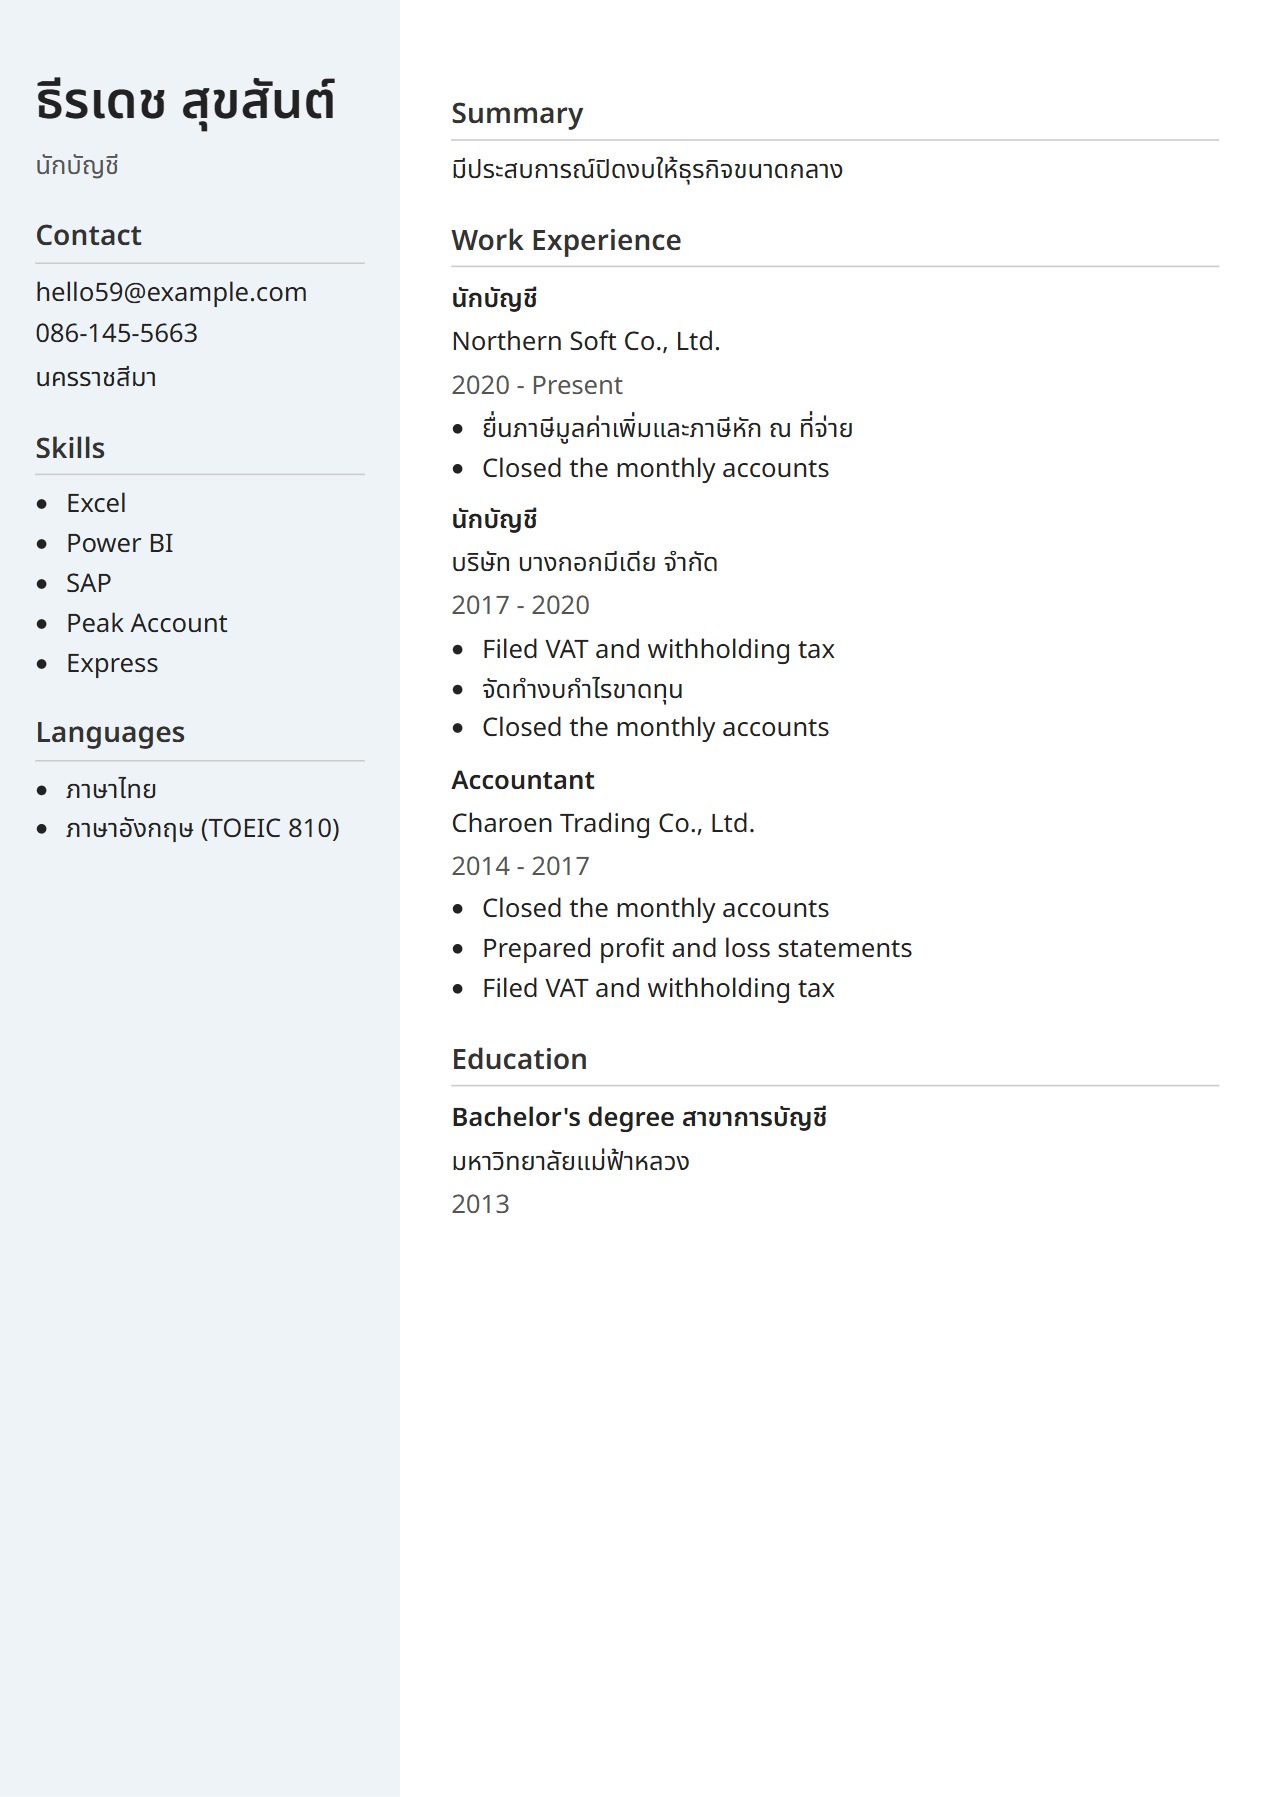 ธีรเดช สุขสันต์
นักบัญชี
Contact
hello59@example.com
086-145-5663
นครราชสีมา
Skills
Excel
Power BI
SAP
Peak Account
Express
Languages
ภาษาไทย
ภาษาอังกฤษ (TOEIC 810)
Summary
มีประสบการณ์ปิดงบให้ธุรกิจขนาดกลาง
Work Experience
นักบัญชี
Northern Soft Co., Ltd.
2020 - Present
ยื่นภาษีมูลค่าเพิ่มและภาษีหัก ณ ที่จ่าย
Closed the monthly accounts
นักบัญชี
บริษัท บางกอกมีเดีย จำกัด
2017 - 2020
Filed VAT and withholding tax
จัดทำงบกำไรขาดทุน
Closed the monthly accounts
Accountant
Charoen Trading Co., Ltd.
2014 - 2017
Closed the monthly accounts
Prepared profit and loss statements
Filed VAT and withholding tax
Education
Bachelor's degree สาขาการบัญชี
มหาวิทยาลัยแม่ฟ้าหลวง
2013